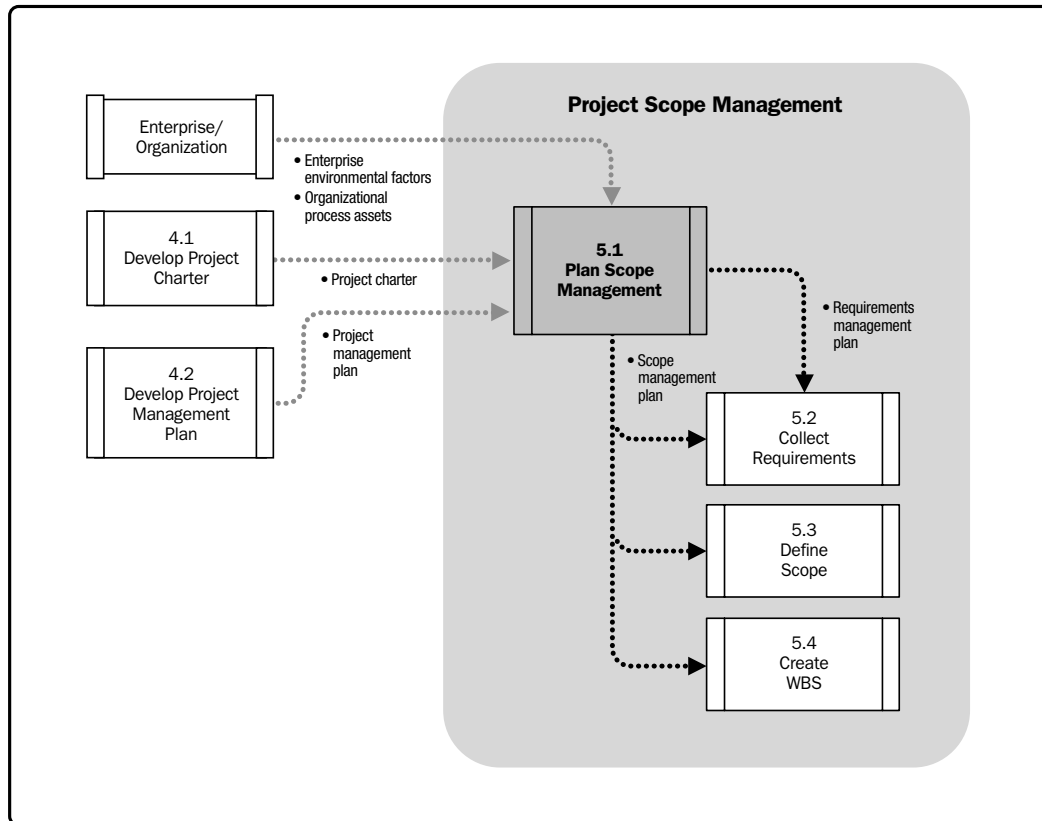 Project Scope Management
Enterprise/
Organization
• Enterprise
environmental factors
• Organizational
process assets
4.1
Develop Project
Charter
• Project charter
5.1
Plan Scope
Management
4.2
Develop Project
Management
Plan
• Project
management
plan
• Requirements
management
plan
• Scope
management
plan
5.2
Collect
Requirements
5.3
Define
Scope
5.4
Create
WBS